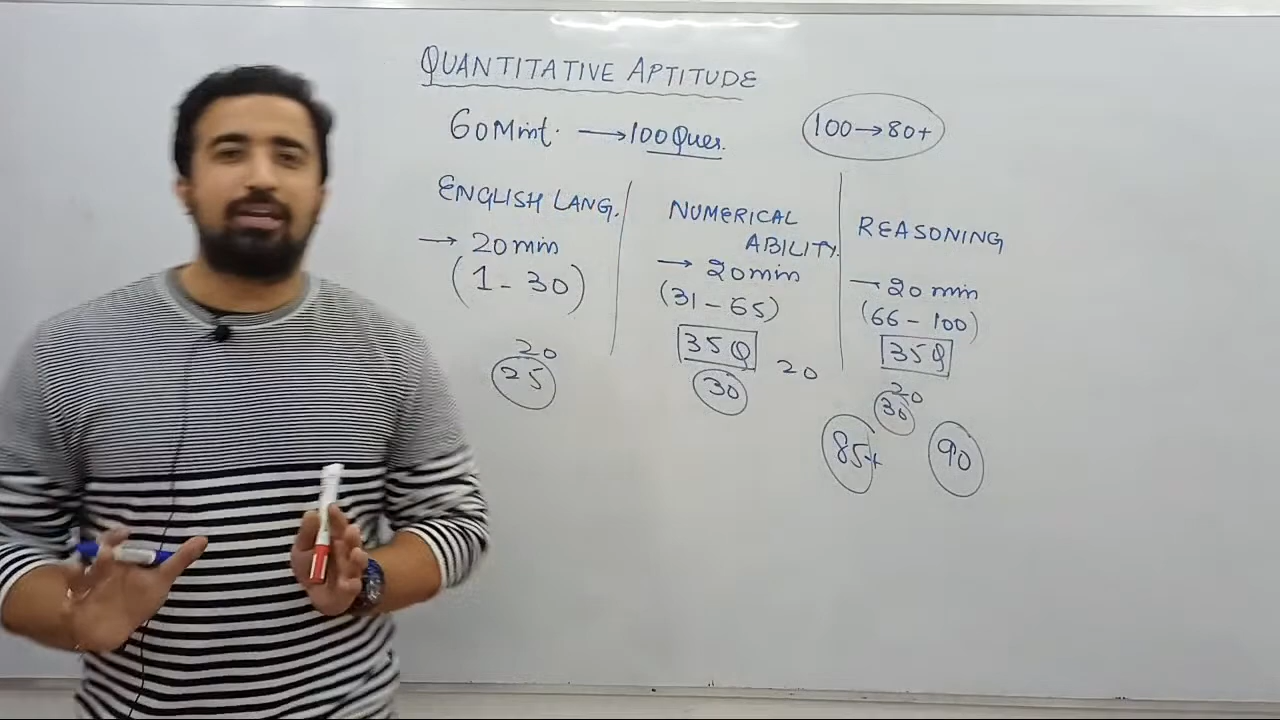 QUANTITATIVE APTITUDE
60 Mint. → 100 Ques.
100 → 80+
ENGLISH LANG.
→ 20 min
(1 - 30)
20
25
NUMERICAL
ABILITY.
→ 20 min
(31 - 65)
35 Q
30
20
REASONING
→ 20 min
(66 - 100)
35 Q
20
30
85+
90